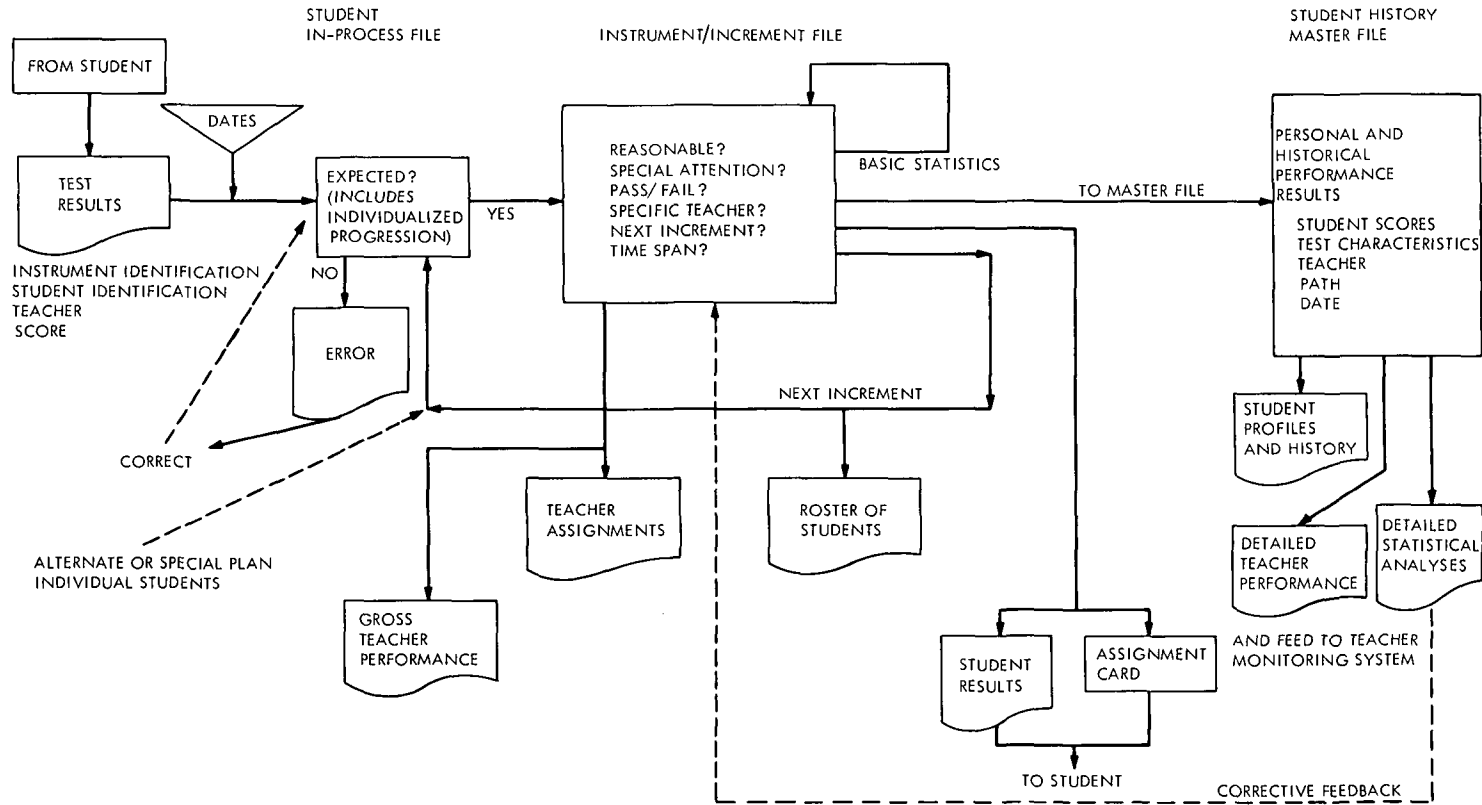 STUDENT
IN-PROCESS FILE
INSTRUMENT/INCREMENT FILE
STUDENT HISTORY
MASTER FILE
FROM STUDENT
DATES
TEST
RESULTS
INSTRUMENT IDENTIFICATION
STUDENT IDENTIFICATION
TEACHER
SCORE
EXPECTED?
(INCLUDES
INDIVIDUALIZED
PROGRESSION)
YES
NO
ERROR
CORRECT
ALTERNATE OR SPECIAL PLAN
INDIVIDUAL STUDENTS
REASONABLE?
SPECIAL ATTENTION?
PASS/FAIL?
SPECIFIC TEACHER?
NEXT INCREMENT?
TIME SPAN?
BASIC STATISTICS
TO MASTER FILE
NEXT INCREMENT
TEACHER
ASSIGNMENTS
ROSTER OF
STUDENTS
GROSS
TEACHER
PERFORMANCE
STUDENT
RESULTS
ASSIGNMENT
CARD
TO STUDENT
PERSONAL AND
HISTORICAL
PERFORMANCE
RESULTS
STUDENT SCORES
TEST CHARACTERISTICS
TEACHER
PATH
DATE
STUDENT
PROFILES
AND HISTORY
DETAILED
TEACHER
PERFORMANCE
DETAILED
STATISTICAL
ANALYSES
AND FEED TO TEACHER
MONITORING SYSTEM
CORRECTIVE FEEDBACK